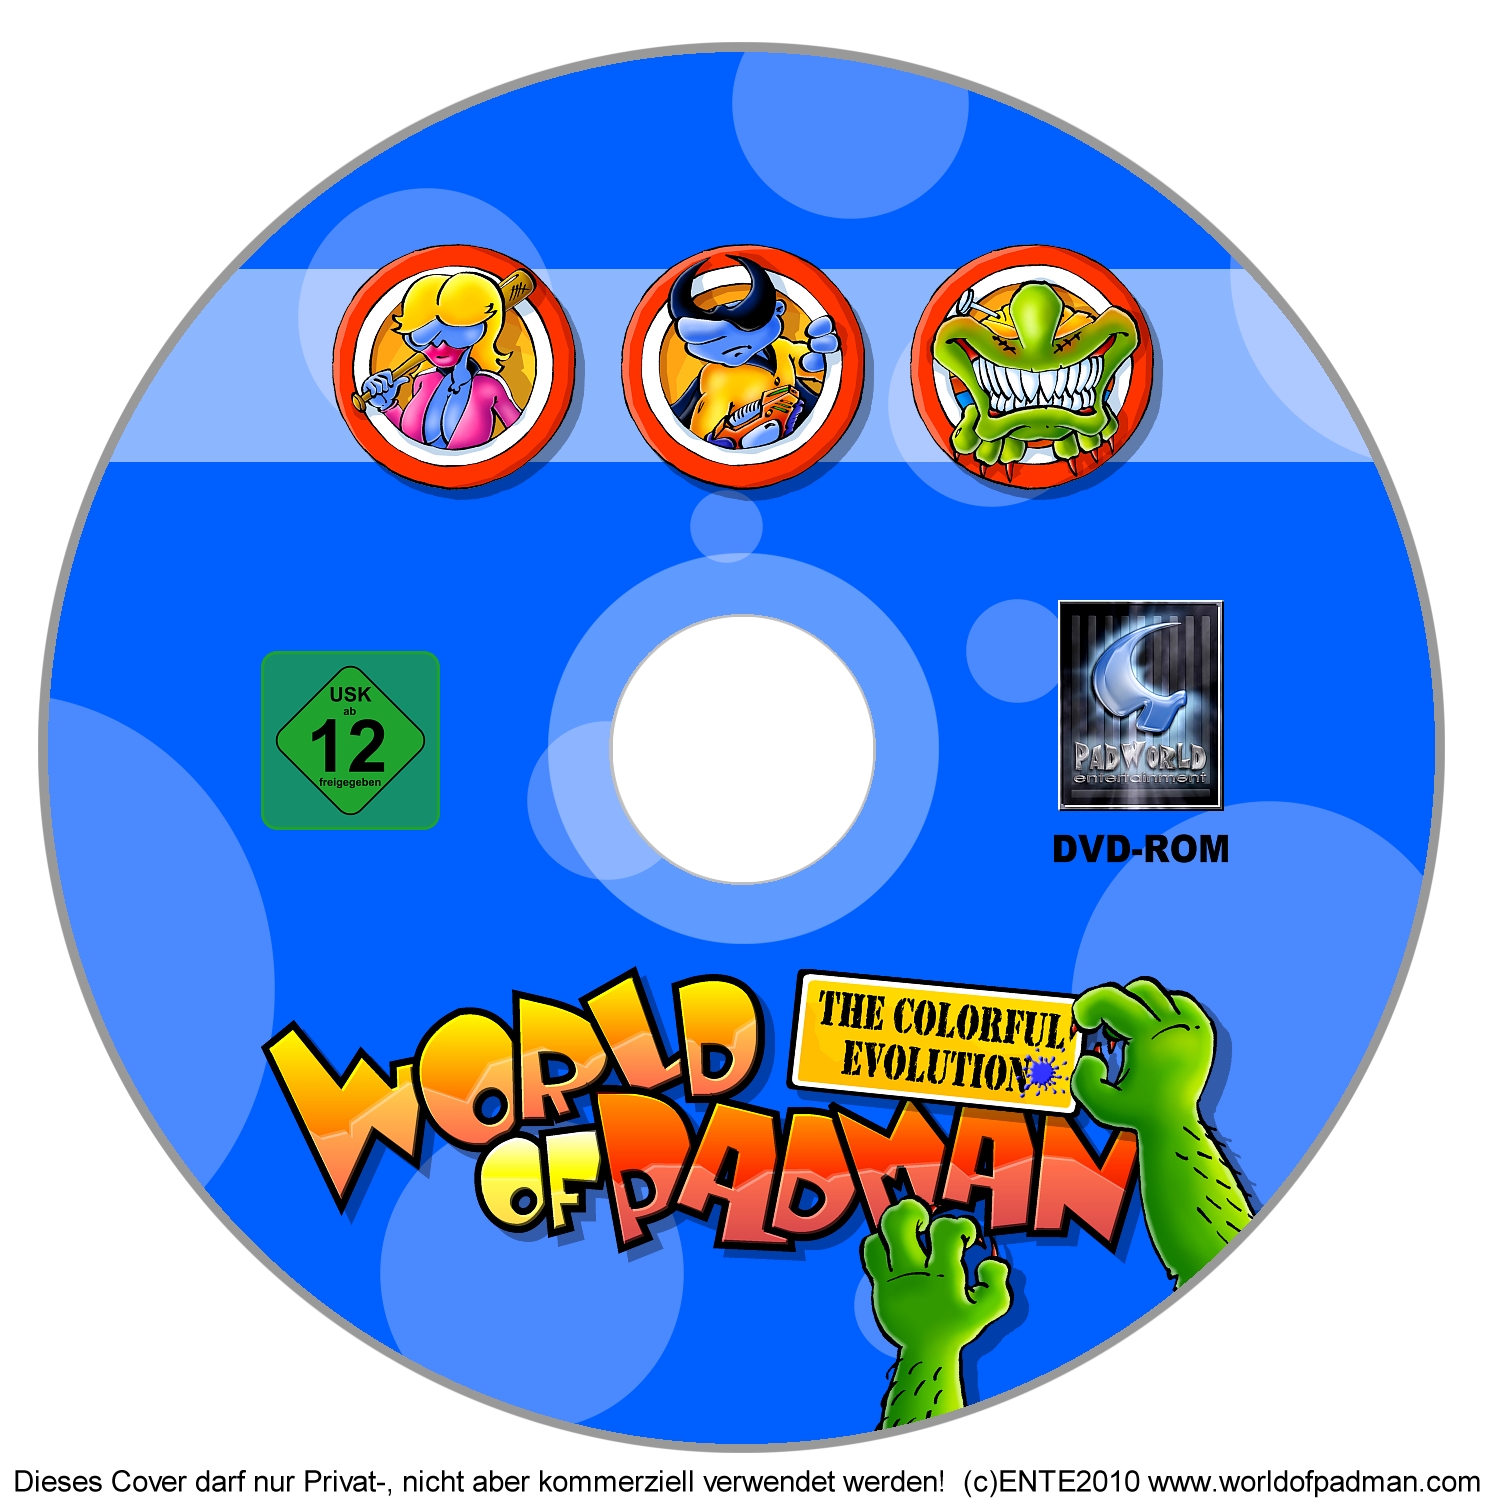 USK
ab
12
freigegeben
PADWORLD
entertainment
DVD-ROM
WORLD
OF PADMAN
THE COLORFUL
EVOLUTION
Dieses Cover darf nur Privat-, nicht aber kommerziell verwendet werden! (c)ENTE2010 www.worldofpadman.com